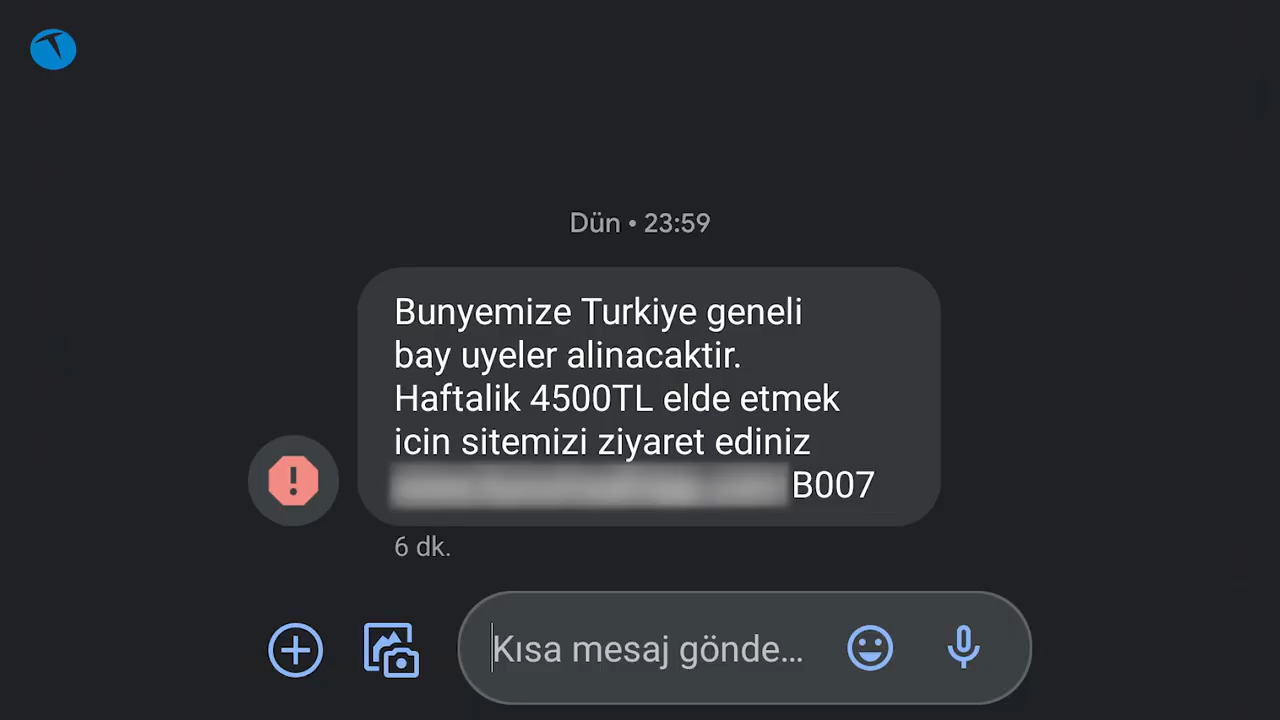 Dün • 23:59
Bunyemize Turkiye geneli
bay uyeler alinacaktir.
Haftalik 4500TL elde etmek
icin sitemizi ziyaret ediniz
B007
6 dk.
Kısa mesaj gönde...